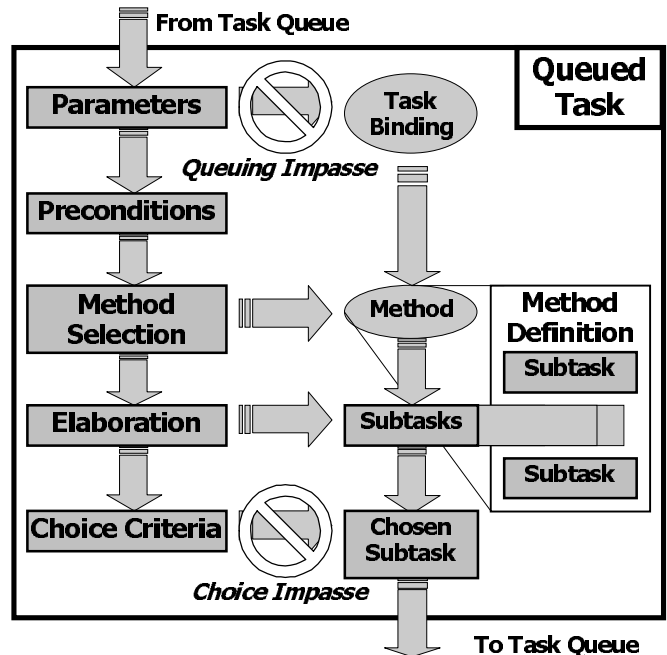 From Task Queue
Queued
Task
Parameters
Task
Binding
Queuing Impasse
Preconditions
Method
Selection
Method
Method
Definition
Subtask
Elaboration
Subtasks
Subtask
Choice Criteria
Chosen
Subtask
Choice Impasse
To Task Queue